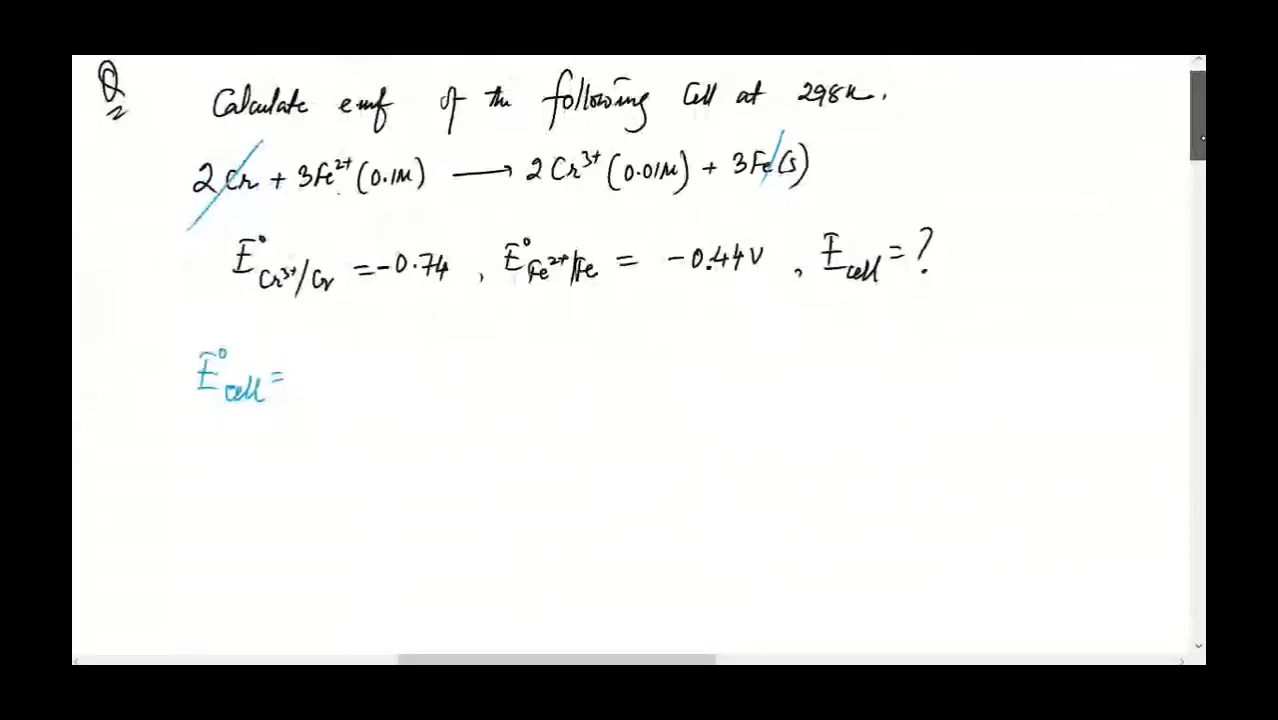 Q
2
Calculate emf of the following Cell at 298K.
2Cr + 3Fe²⁺ (0.1M) ⟶ 2Cr³⁺ (0.01M) + 3Fe(s)
E°Cr³⁺/Cr = -0.74 , E°Fe²⁺/Fe = -0.44V , Ecell = ?
E°cell =